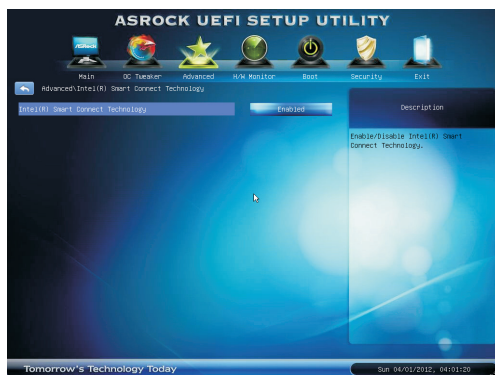 ASROCK UEFI SETUP UTILITY
ASRock
Main OC Tweaker Advanced H/W Monitor Boot Security Exit
Advanced\Intel(R) Smart Connect Technology
Intel(R) Smart Connect Technology Enabled
Description
Enable/Disable Intel(R) Smart
Connect Technology.
Tomorrow's Technology Today
Sun 04/01/2012, 04:01:20